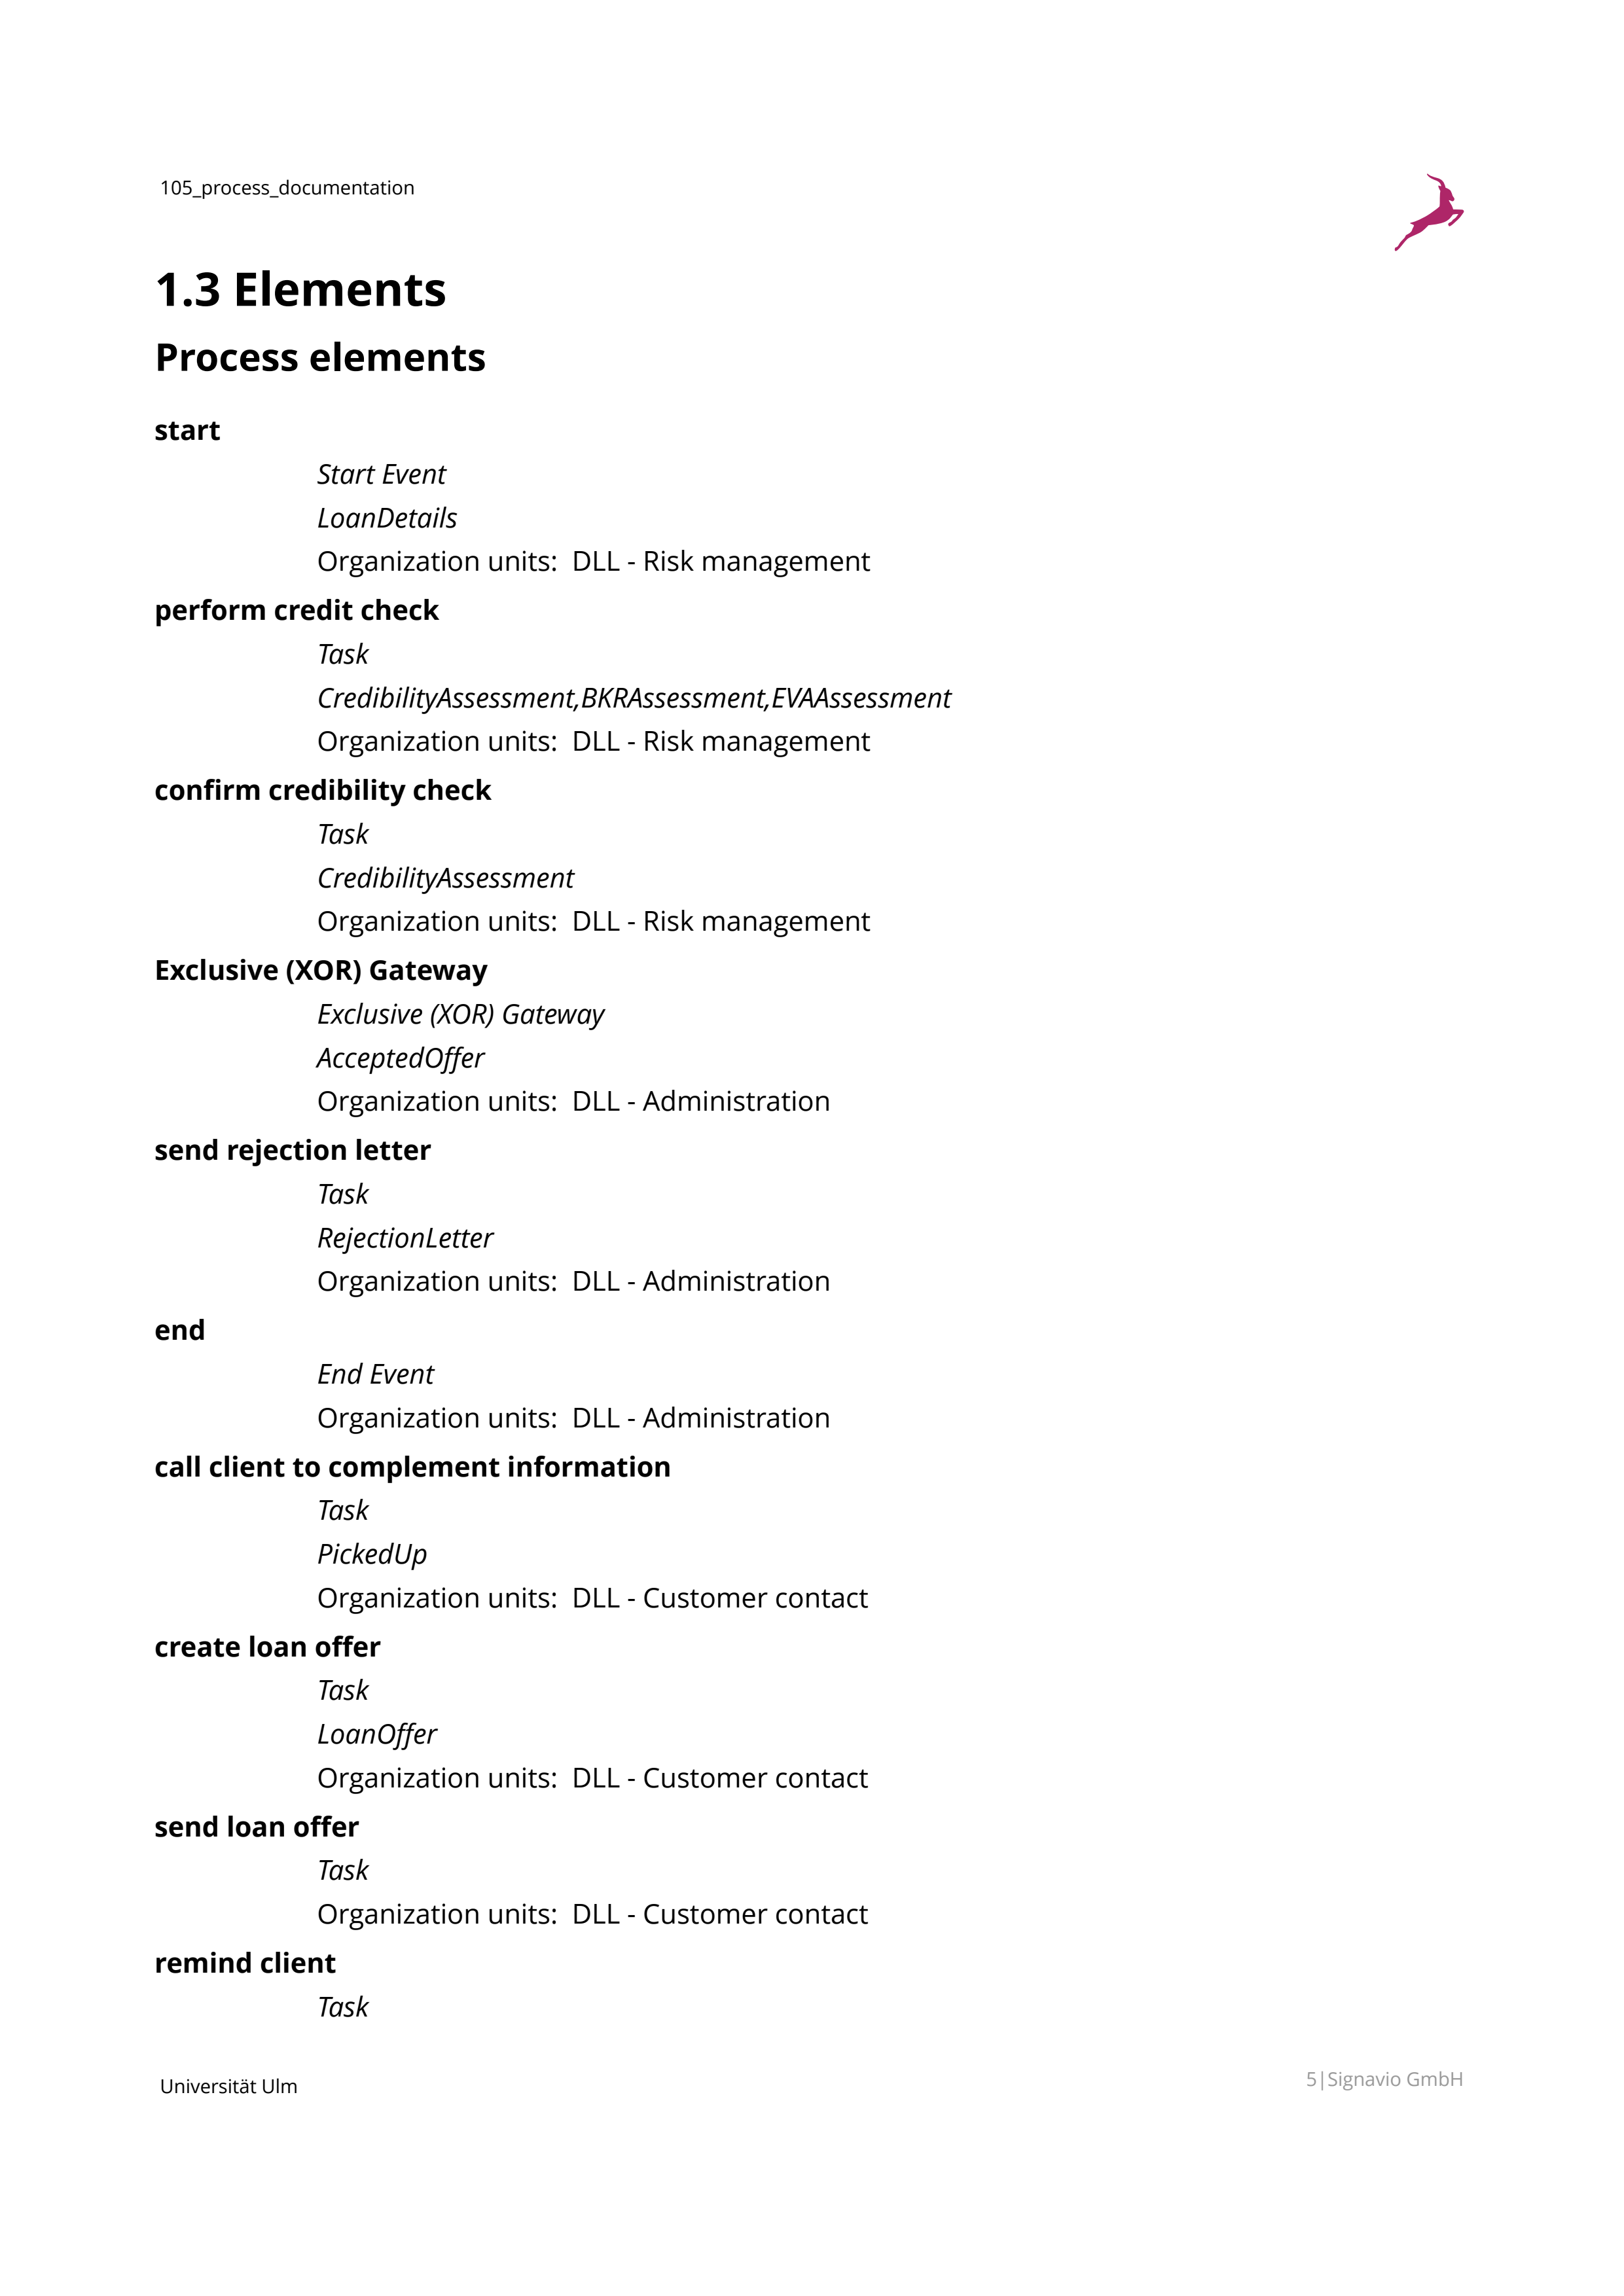 105_process_documentation
1.3 Elements
Process elements
start
Start Event
LoanDetails
Organization units:  DLL - Risk management
perform credit check
Task
CredibilityAssessment,BKRAssessment,EVAAssessment
Organization units:  DLL - Risk management
confirm credibility check
Task
CredibilityAssessment
Organization units:  DLL - Risk management
Exclusive (XOR) Gateway
Exclusive (XOR) Gateway
AcceptedOffer
Organization units:  DLL - Administration
send rejection letter
Task
RejectionLetter
Organization units:  DLL - Administration
end
End Event
Organization units:  DLL - Administration
call client to complement information
Task
PickedUp
Organization units:  DLL - Customer contact
create loan offer
Task
LoanOffer
Organization units:  DLL - Customer contact
send loan offer
Task
Organization units:  DLL - Customer contact
remind client
Task
Universität Ulm
5|Signavio GmbH